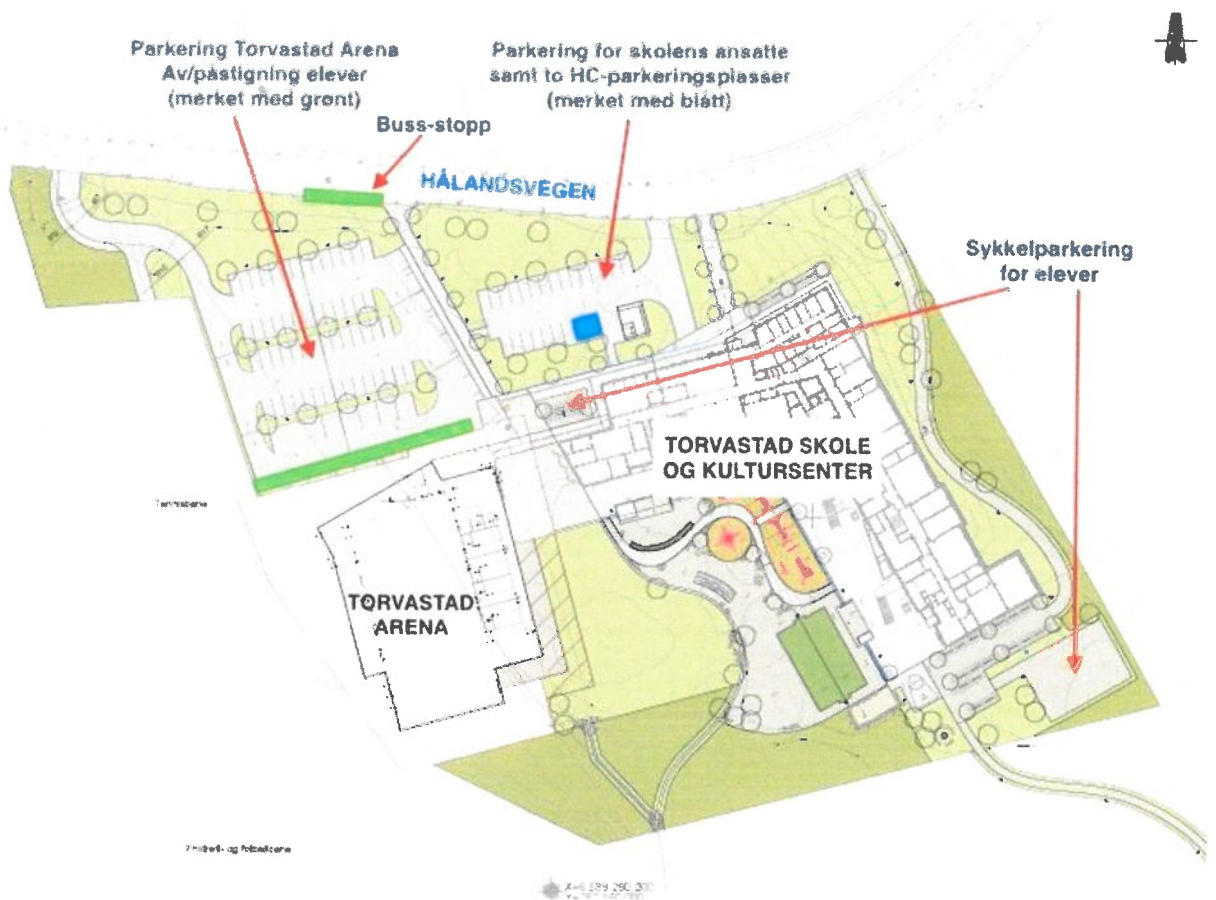 Parkering Torvastad Arena
Av/påstigning elever
(merket med grønt)
Parkering for skolens ansatte
samt to HC-parkeringsplasser
(merket med blått)
Buss-stopp
HÅLANDSVEGEN
Sykkelparkering
for elever
TORVASTAD SKOLE
OG KULTURSENTER
TORVASTAD
ARENA